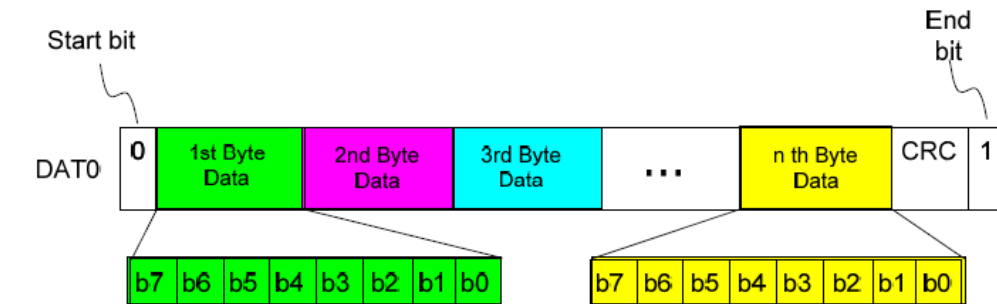 Start bit
End
bit
DAT0
0
1st Byte
Data
2nd Byte
Data
3rd Byte
Data
...
n th Byte
Data
CRC
1
b7 b6 b5 b4 b3 b2 b1 b0
b7 b6 b5 b4 b3 b2 b1 b0